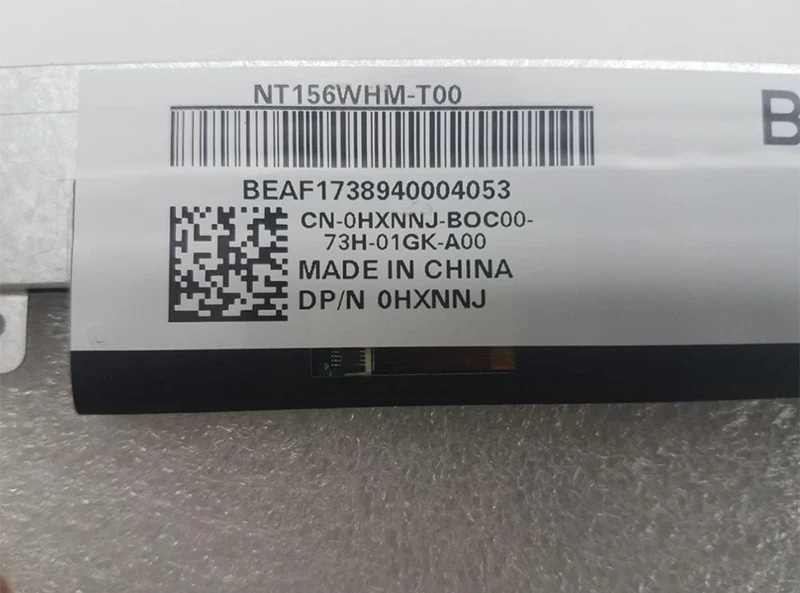 NT156WHM-T00
B
BEAF1738940004053
CN-0HXNNJ-BOC00-
73H-01GK-A00
MADE IN CHINA
DP/N 0HXNNJ